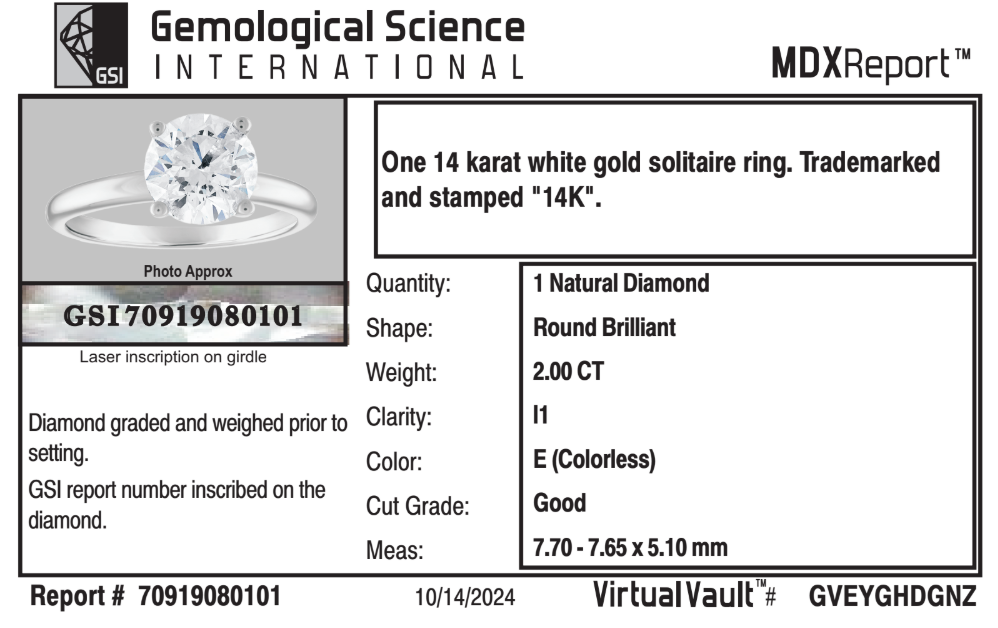 GSI
Gemological Science
INTERNATIONAL
MDXReport™
Photo Approx
GSI 70919080101
Laser inscription on girdle
Diamond graded and weighed prior to
setting.
GSI report number inscribed on the
diamond.
One 14 karat white gold solitaire ring. Trademarked
and stamped "14K".
Quantity: 1 Natural Diamond
Shape: Round Brilliant
Weight: 2.00 CT
Clarity: I1
Color: E (Colorless)
Cut Grade: Good
Meas: 7.70 - 7.65 x 5.10 mm
Report # 70919080101
10/14/2024
VirtualVault™# GVEYGHDGNZ